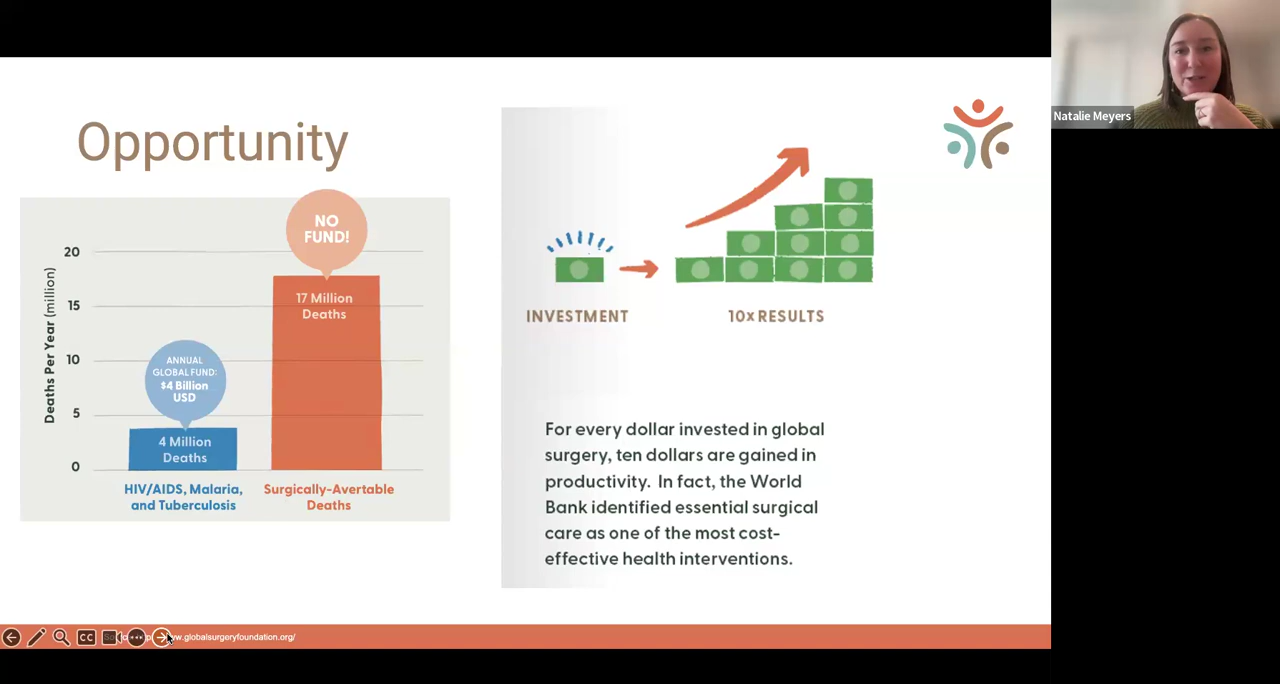 Opportunity
NO
FUND!
20
15
10
5
0
Deaths Per Year (million)
17 Million
Deaths
ANNUAL
GLOBAL FUND:
$4 Billion
USD
4 Million
Deaths
HIV/AIDS, Malaria,
and Tuberculosis
Surgically-Avertable
Deaths
INVESTMENT
10x RESULTS
For every dollar invested in global
surgery, ten dollars are gained in
productivity. In fact, the World
Bank identified essential surgical
care as one of the most cost-
effective health interventions.
CC
ww.globalsurgeryfoundation.org/
Natalie Meyers